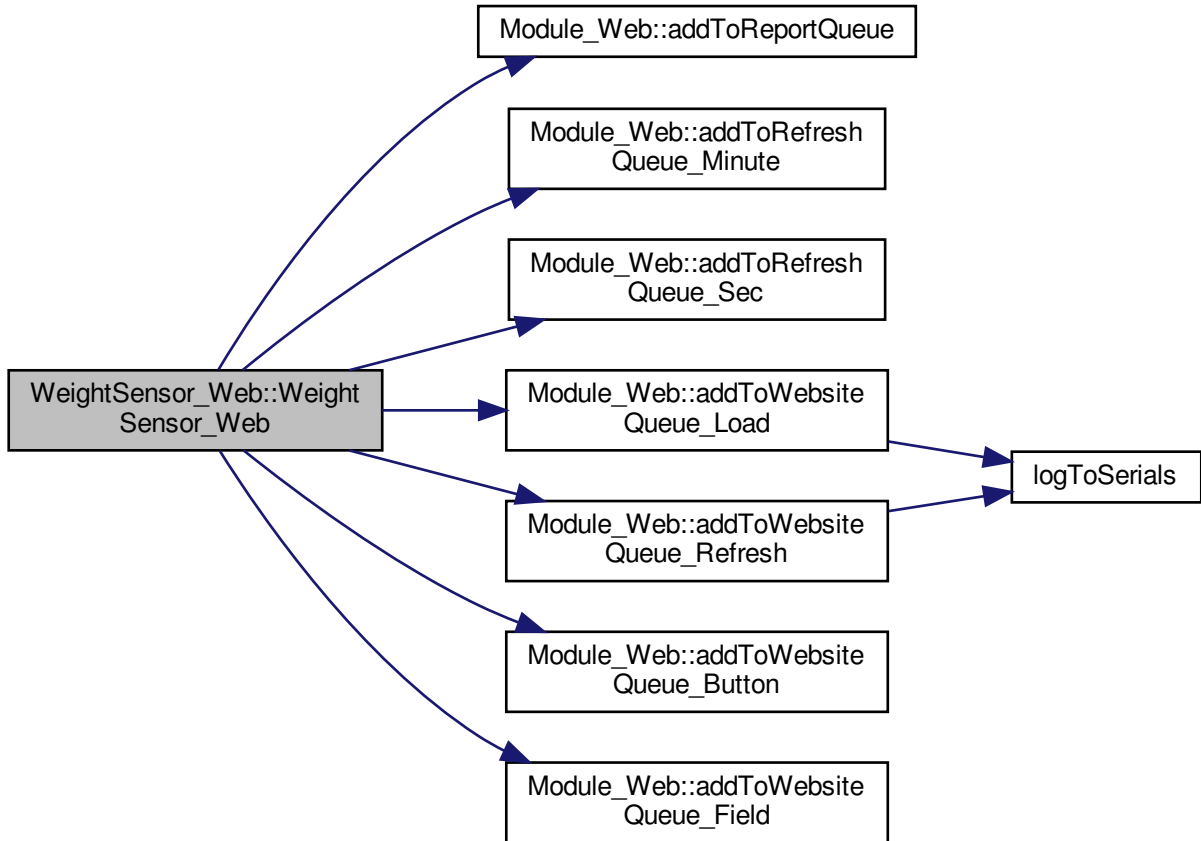 Module_Web::addToReportQueue
Module_Web::addToRefresh
Queue_Minute
Module_Web::addToRefresh
Queue_Sec
WeightSensor_Web::Weight
Sensor_Web
Module_Web::addToWebsite
Queue_Load
logToSerials
Module_Web::addToWebsite
Queue_Refresh
Module_Web::addToWebsite
Queue_Button
Module_Web::addToWebsite
Queue_Field